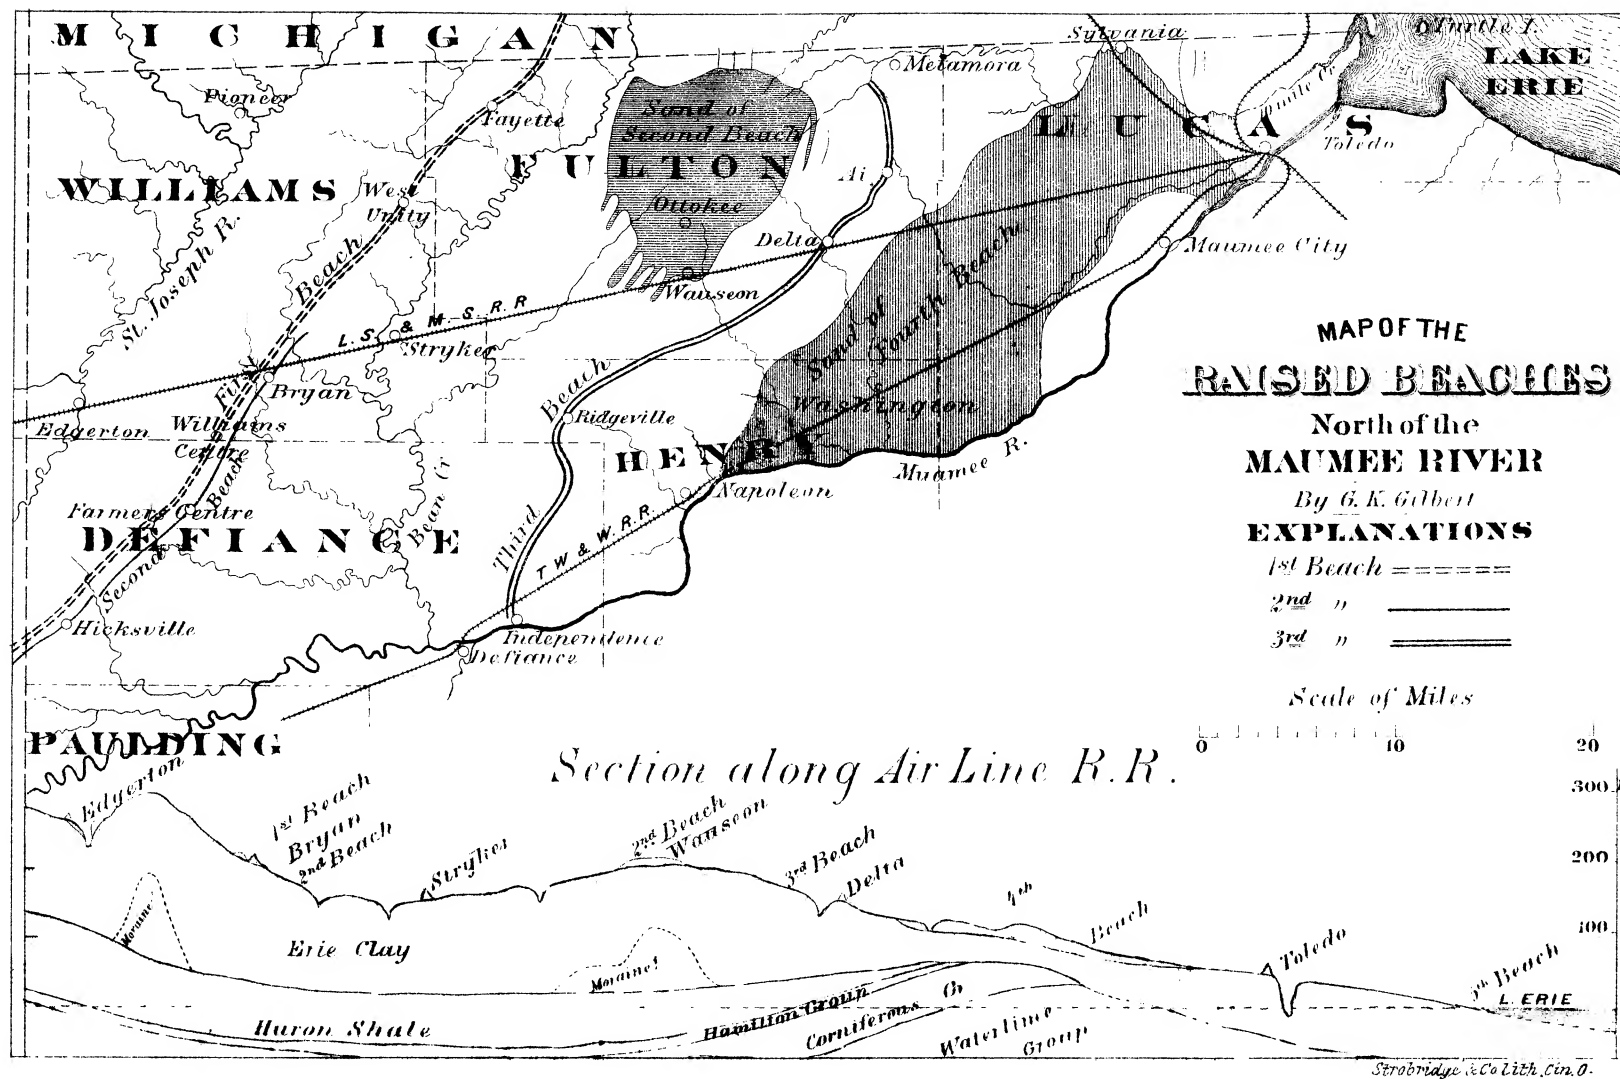 MICHIGAN
Pioneer
Fayette
Sand of
Second Beach
Metamora
Sylvania
Turtle I.
LAKE
ERIE
WILLIAMS
West
Unity
FULTON
Ottokee
Ai
LUCAS
Toledo
St. Joseph R.
First Beach
L. S. & M. S. R. R
Stryker
Wauseon
Delta
Sand of
Fourth Beach
Maumee City
Bryan
Edgerton
Williams
Centre
Second Beach
Farmers Centre
DEFIANCE
Bean Cr
Third Beach
Ridgeville
HENRY
Washington
Napoleon
Muamee R.
T W & W. R.R.
Hicksville
Independence
Defiance
PAULDING
MAP OF THE
RAISED BEACHES
North of the
MAUMEE RIVER
By G. K. Gilbert
EXPLANATIONS
1st Beach
2nd "
3rd "
Scale of Miles
0 10 20
Section along Air Line R.R.
300
200
100
Edgerton
1st Beach
Bryan
2nd Beach
Stryker
2nd Beach
Wauseon
3rd Beach
Delta
4th Beach
Toledo
5th Beach
L. ERIE
Moraine
Erie Clay
Moraine?
Huron Shale
Hamilton Group
Corniferous Gr
Waterlime
Group
Strobridge & Co Lith. Cin. O.